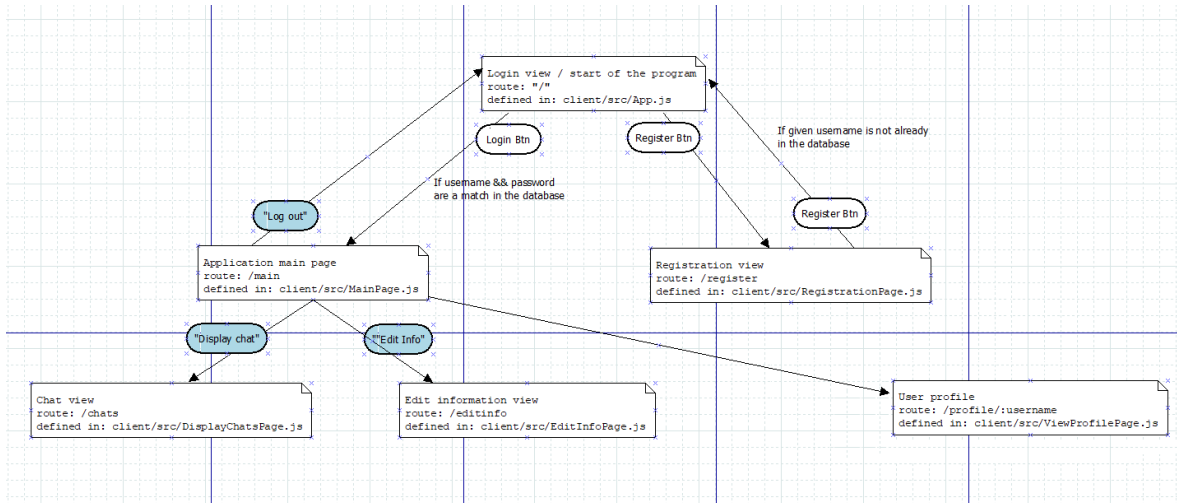 Login view / start of the program
route: "/"
defined in: client/src/App.js
Login Btn
Register Btn
If given username is not already
in the database
If username && password
are a match in the database
"Log out"
Register Btn
Application main page
route: /main
defined in: client/src/MainPage.js
Registration view
route: /register
defined in: client/src/RegistrationPage.js
"Display chat"
""Edit Info"
Chat view
route: /chats
defined in: client/src/DisplayChatsPage.js
Edit information view
route: /editinfo
defined in: client/src/EditInfoPage.js
User profile
route: /profile/:username
defined in: client/src/ViewProfilePage.js